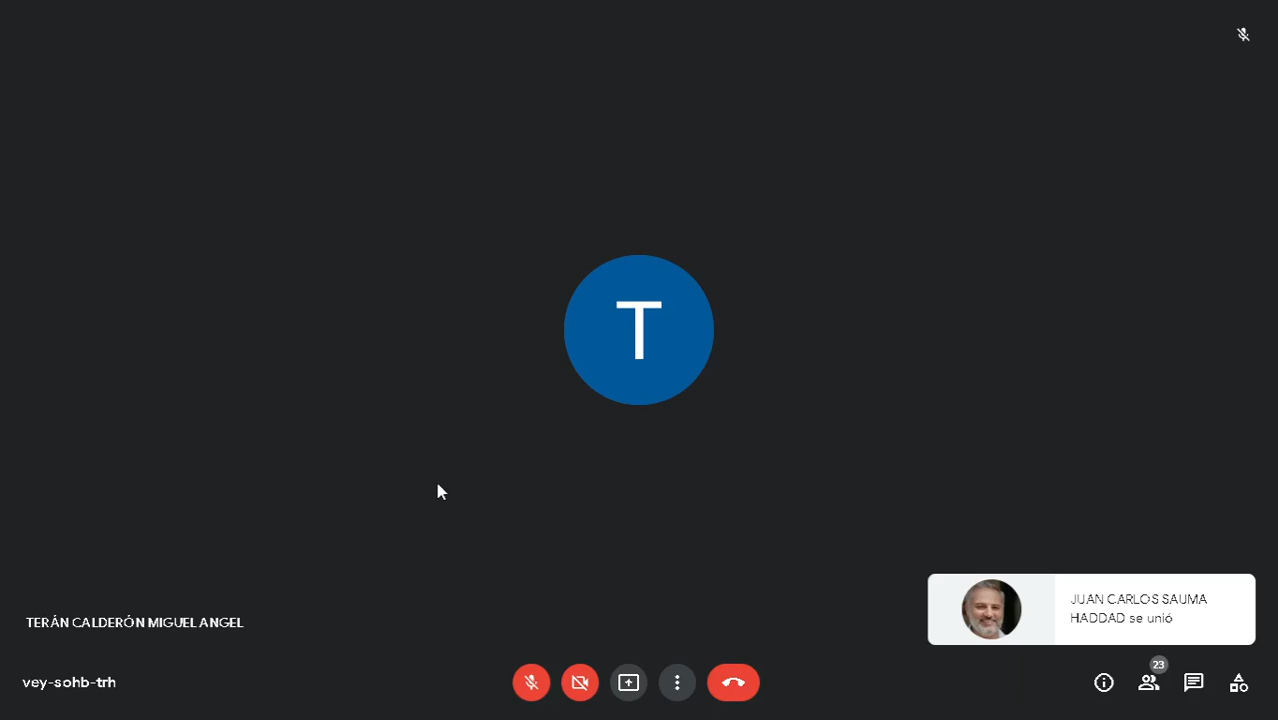 T
JUAN CARLOS SAUMA
HADDAD se unió
TERÁN CALDERÓN MIGUEL ANGEL
vey-sohb-trh
23